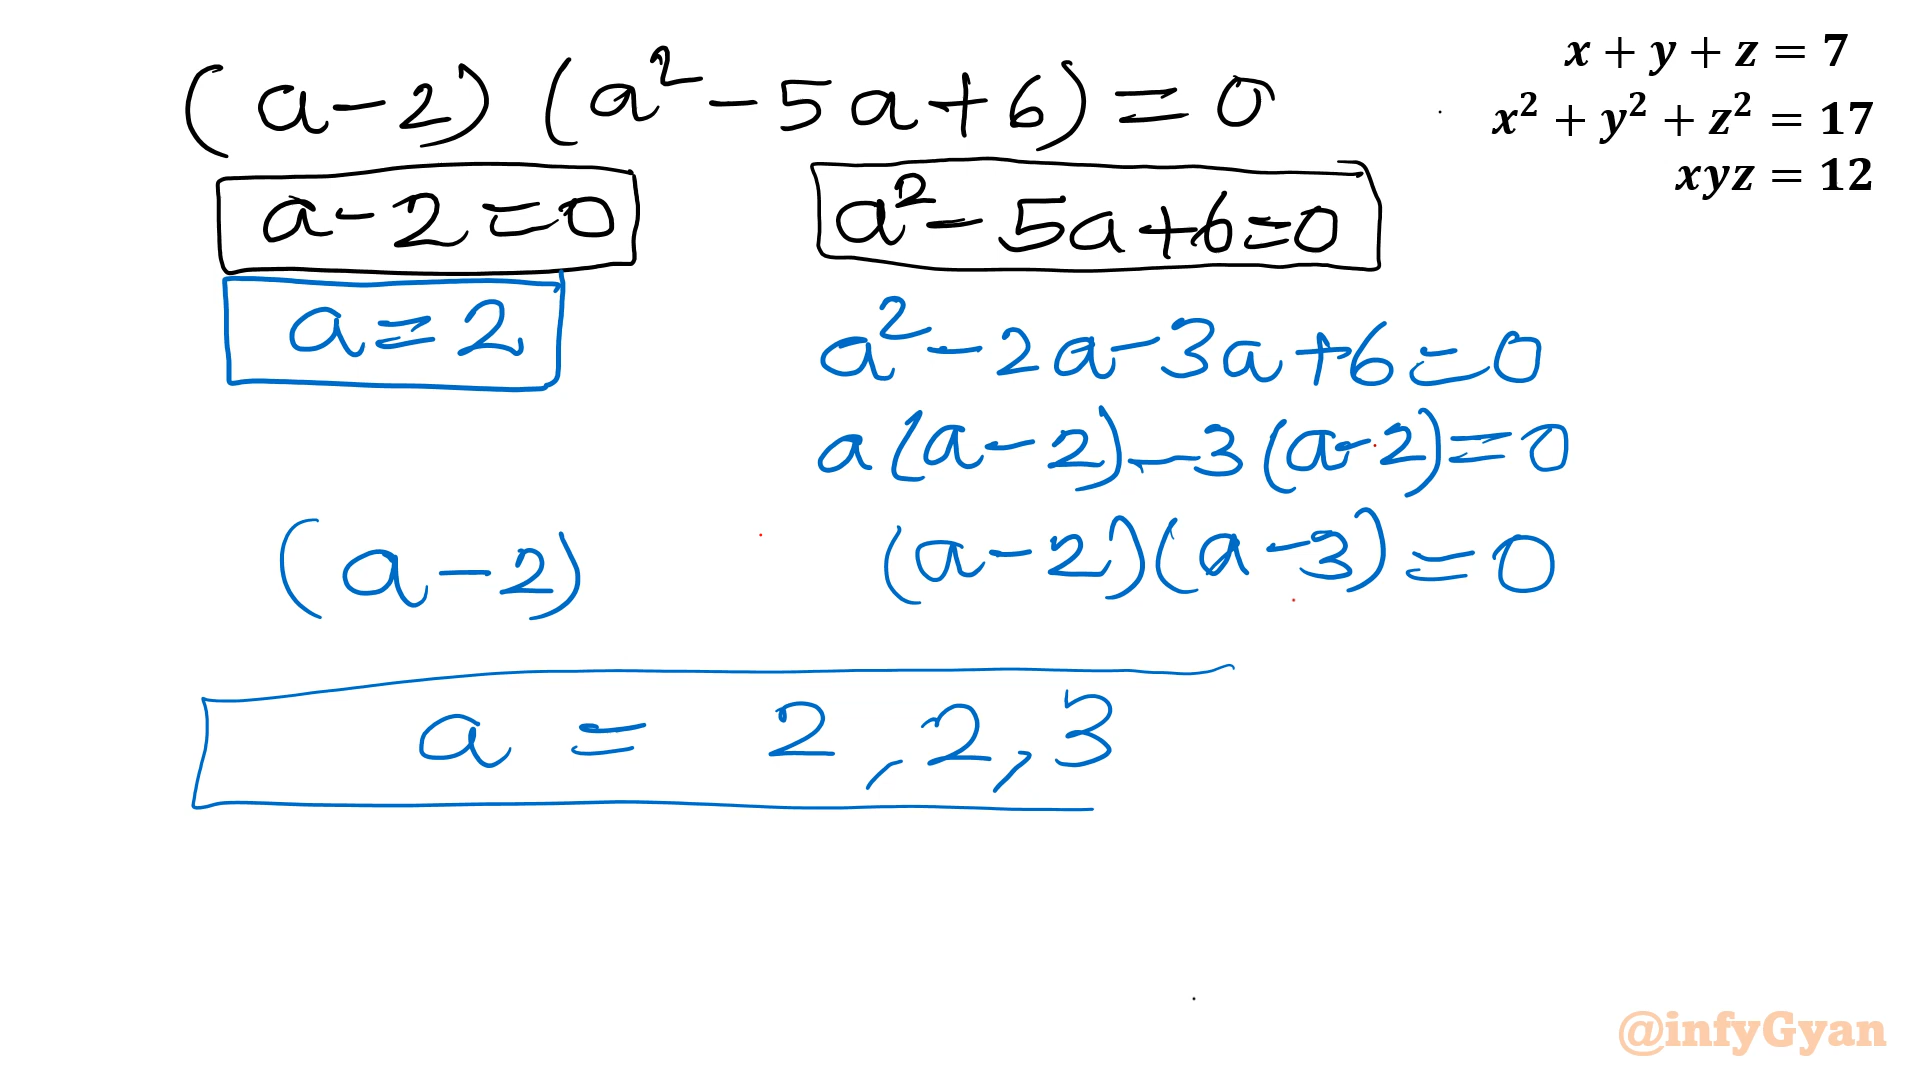 (a-2) (a²-5a+6)=0
x + y + z = 7
x² + y² + z² = 17
xyz = 12
a-2=0
a²-5a+6=0
a=2
a²-2a-3a+6=0
a(a-2)-3(a-2)=0
(a-2)
(a-2)(a-3)=0
a = 2,2,3
@infyGyan